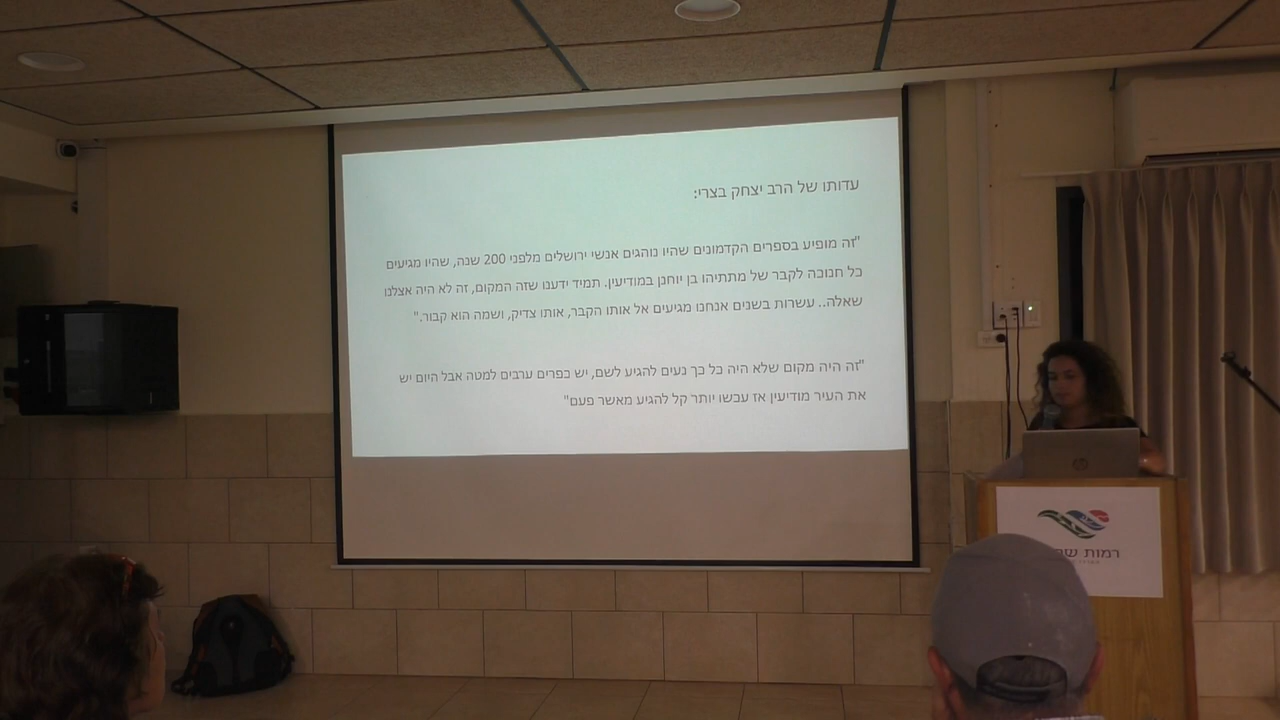 עדותו של הרב יצחק בצרי:
"זה מופיע בספרים הקדמונים שהיו נוהגים אנשי ירושלים מלפני 200 שנה, שהיו מגיעים
כל חנוכה לקבר של מתתיהו בן יוחנן במודיעין. תמיד ידענו שזה המקום, זה לא היה אצלנו
שאלה.. עשרות בשנים אנחנו מגיעים אל אותו הקבר, אותו צדיק, ושמה הוא קבור."
"זה היה מקום שלא היה כל כך נעים להגיע לשם, יש כפרים ערבים למטה אבל היום יש
את העיר מודיעין אז עכשו יותר קל להגיע מאשר פעם"
hp
רמות